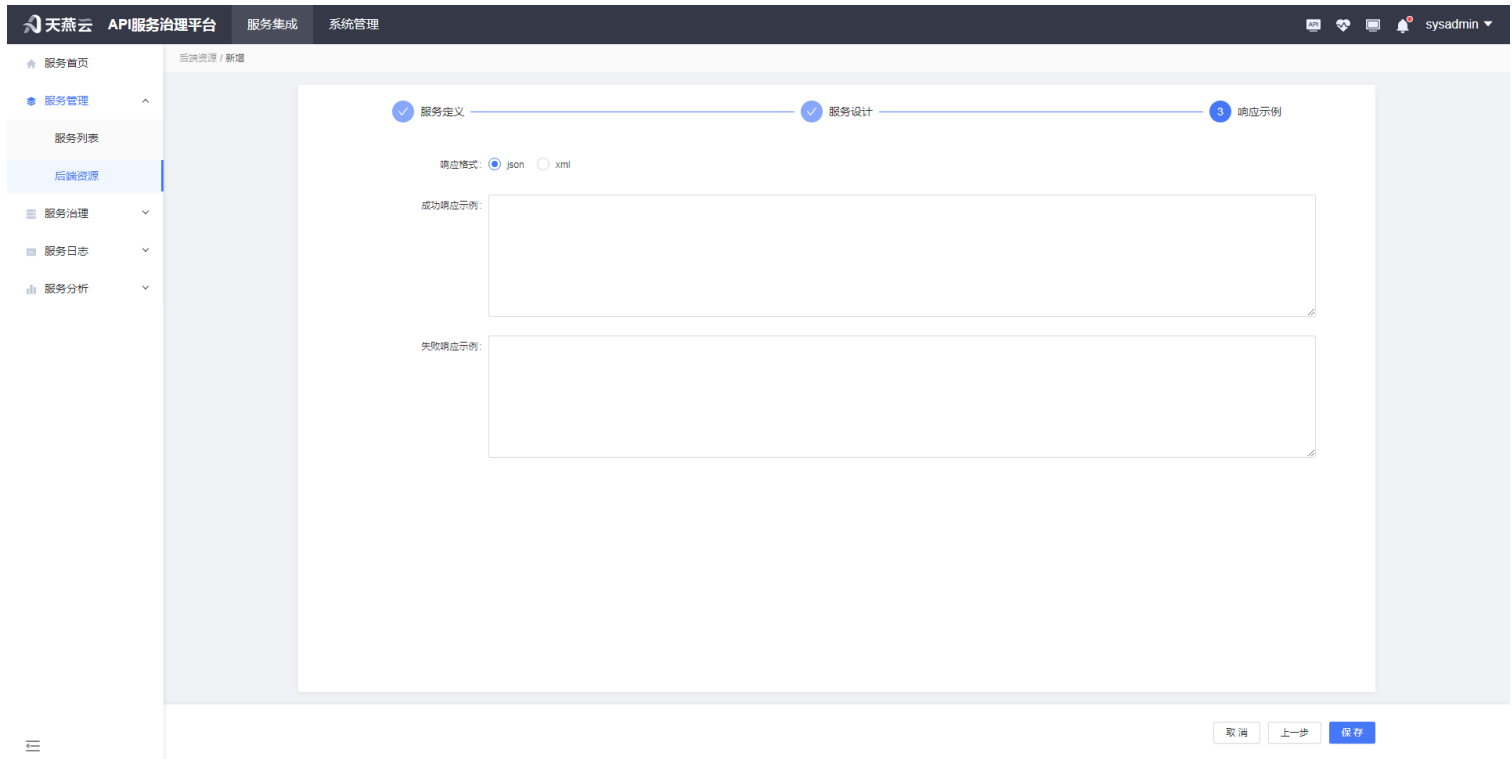 天燕云 API服务治理平台 服务集成 系统管理 API sysadmin
服务首页
服务管理
服务列表
后端资源
服务治理
服务日志
服务分析
后端资源 / 新增
服务定义 服务设计 3 响应示例
响应格式: json xml
成功响应示例:
失败响应示例:
取消 上一步 保存